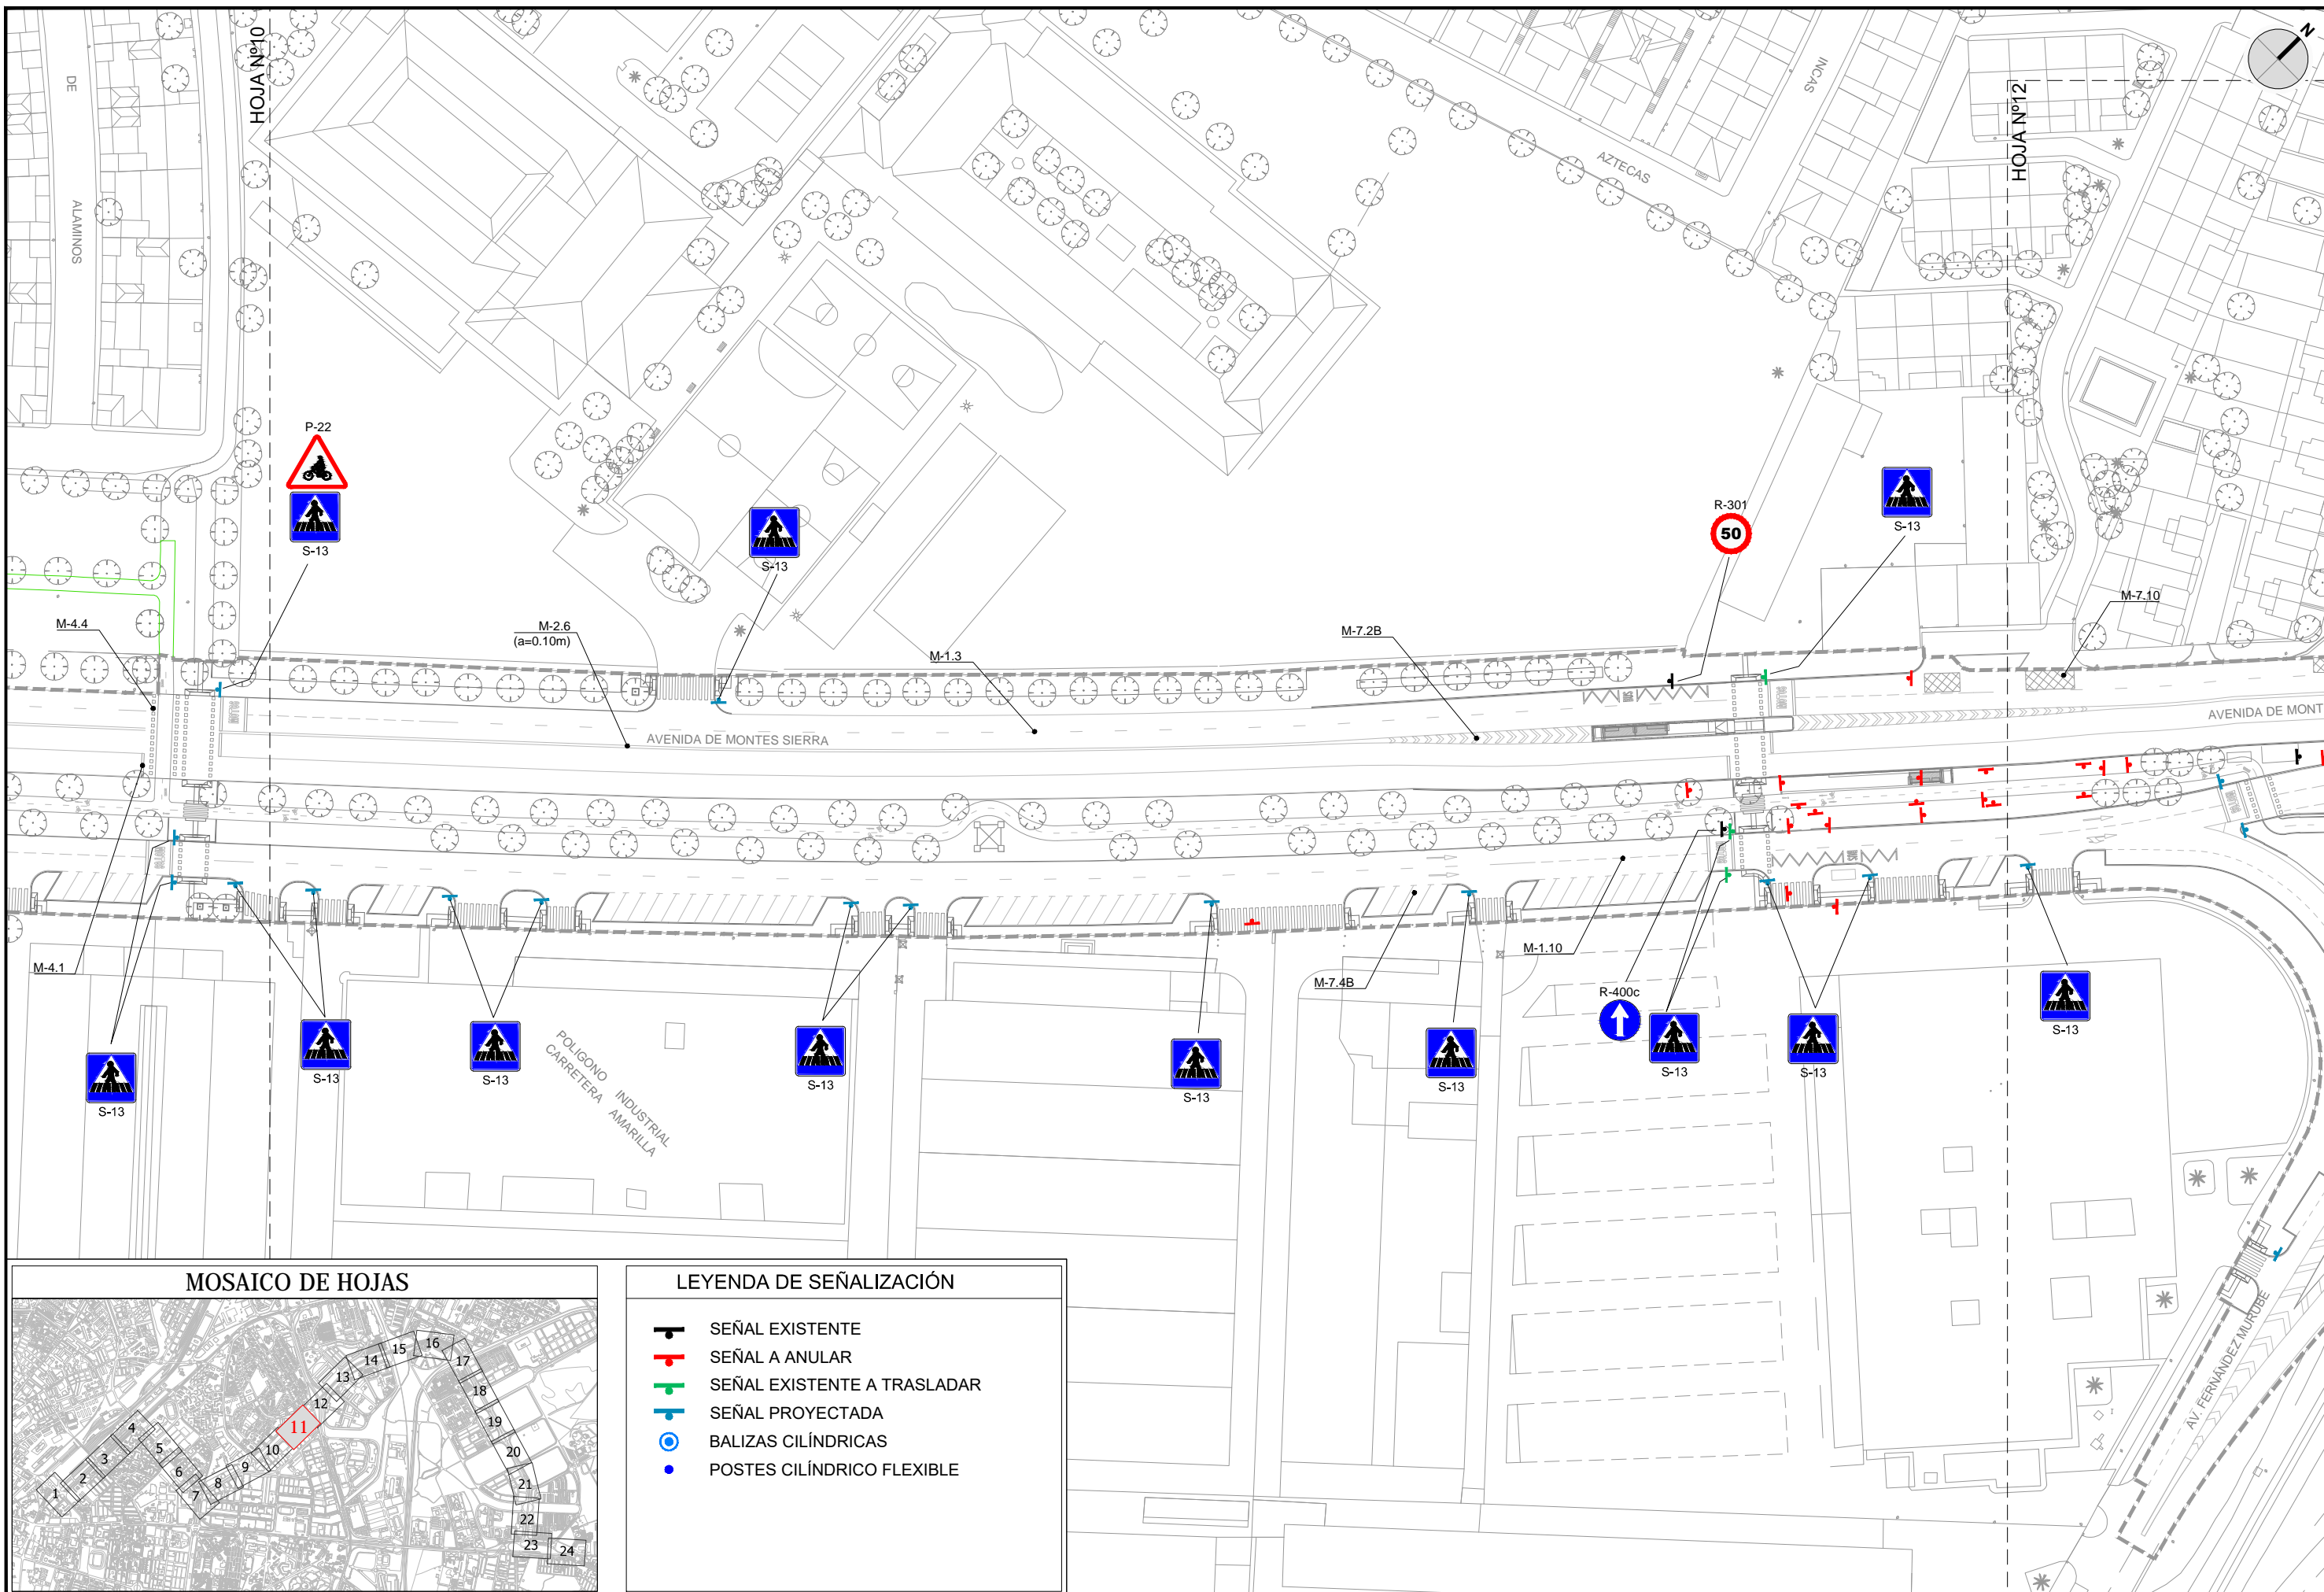 HOJA Nº10
HOJA Nº12
N
DE
ALAMINOS
AZTECAS
INCAS
P-22
S-13
S-13
R-301
50
S-13
M-4.4
M-2.6
(a=0.10m)
M-1.3
M-7.2B
M-7.10
AVENIDA DE MONTES SIERRA
AVENIDA DE MONT
M-4.1
M-7.4B
M-1.10
R-400c
S-13
S-13
S-13
S-13
S-13
S-13
S-13
S-13
S-13
POLIGONO INDUSTRIAL
CARRETERA AMARILLA
AV. FERNÁNDEZ MURUBE
MOSAICO DE HOJAS
1
2
3
4
5
6
7
8
9
10
11
12
13
14
15
16
17
18
19
20
21
22
23
24
LEYENDA DE SEÑALIZACIÓN
SEÑAL EXISTENTE
SEÑAL A ANULAR
SEÑAL EXISTENTE A TRASLADAR
SEÑAL PROYECTADA
BALIZAS CILÍNDRICAS
POSTES CILÍNDRICO FLEXIBLE